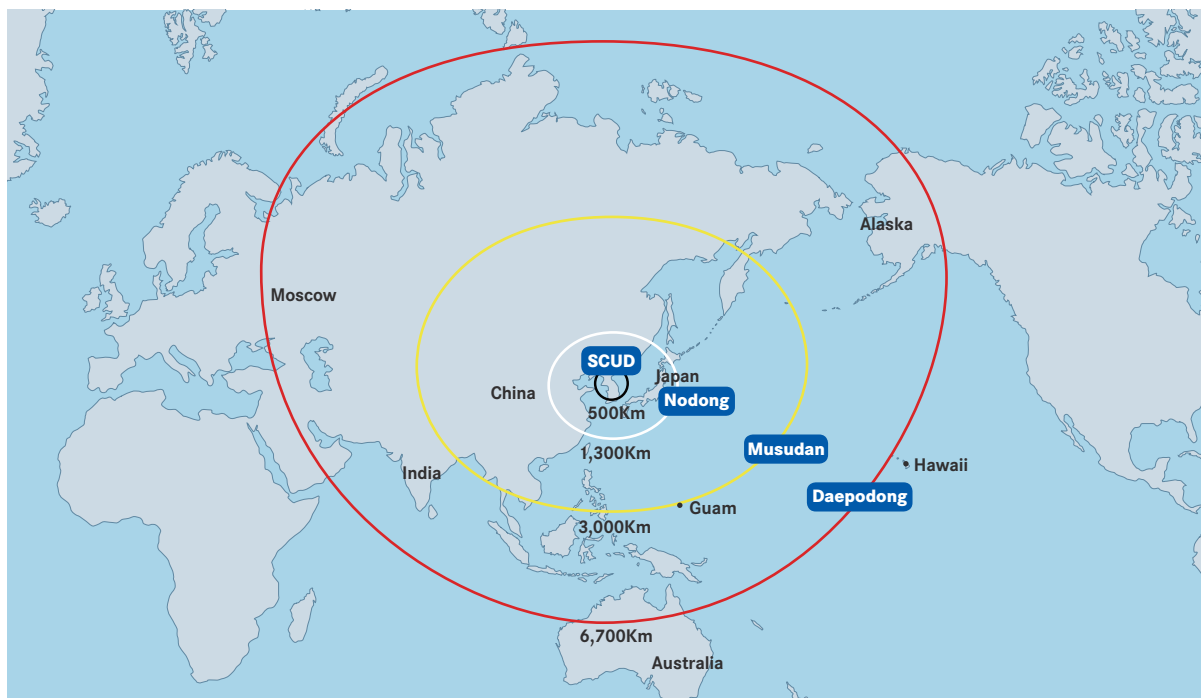 Alaska
Moscow
SCUD
Japan
China
Nodong
500Km
1,300Km
Musudan
India
Hawaii
Daepodong
Guam
3,000Km
6,700Km
Australia